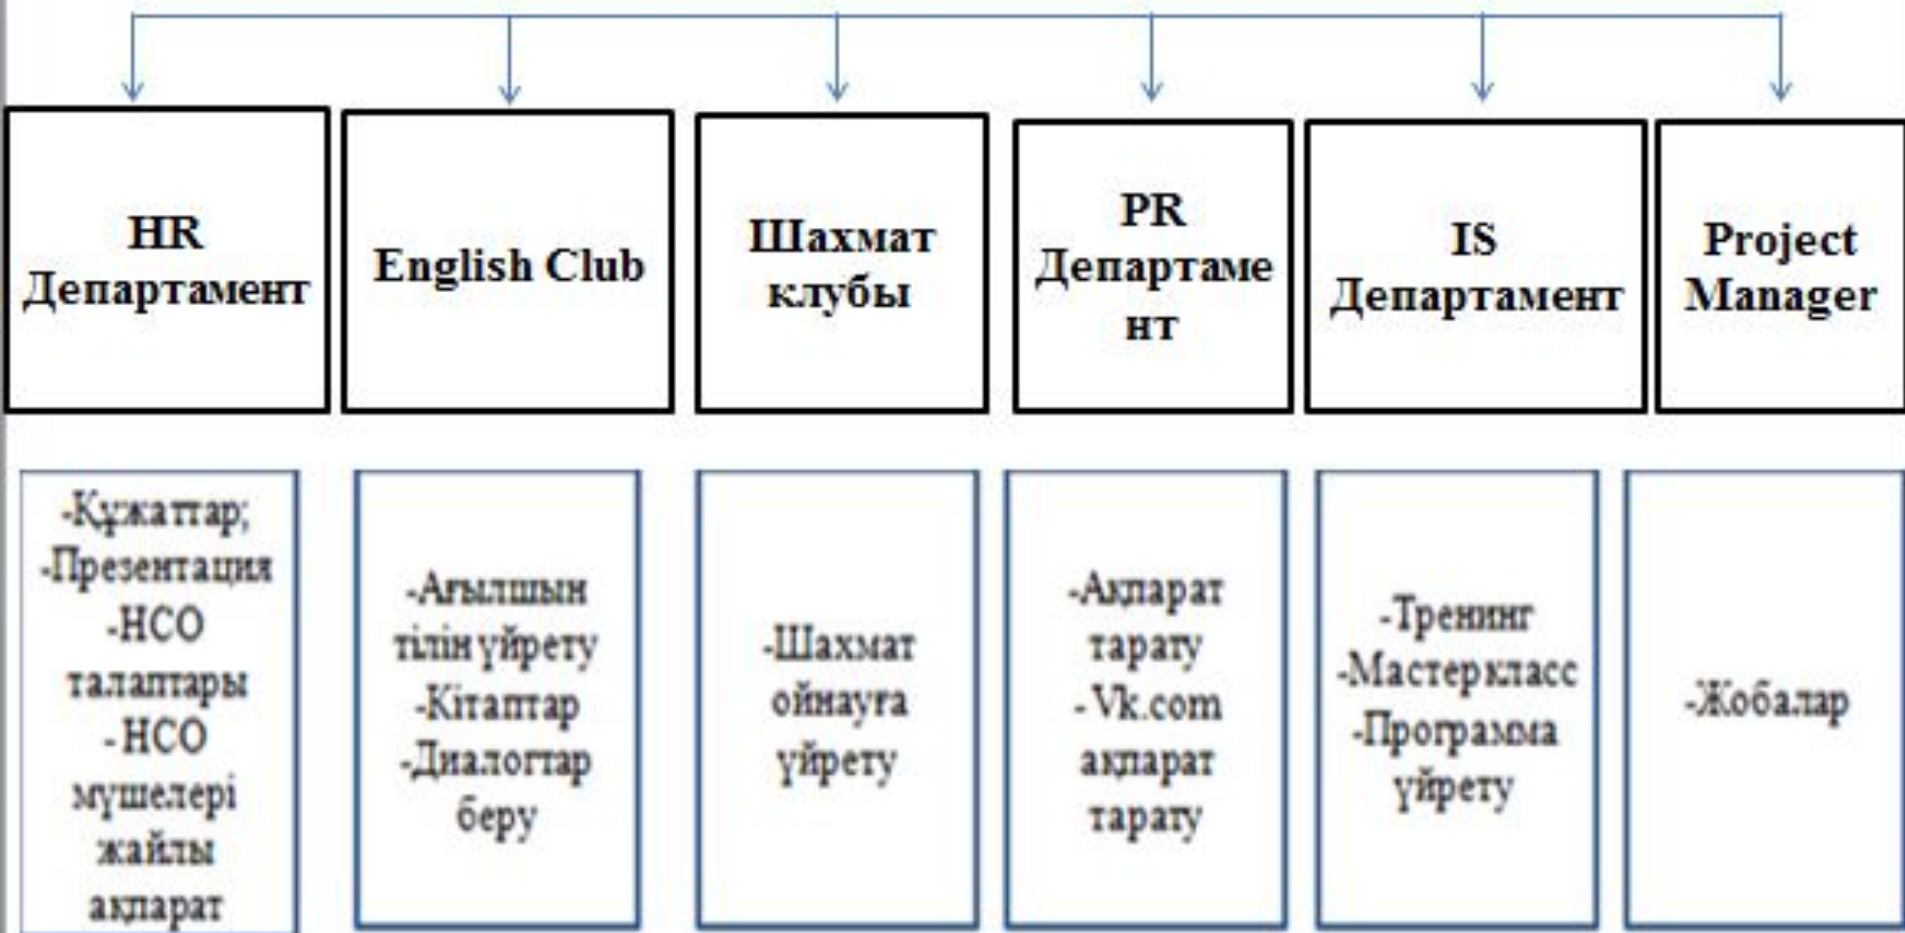 HR
Департамент
English Club
Шахмат
клубы
PR
Департаме
нт
IS
Департамент
Project
Manager
-Құжаттар;
-Презентация
-НСО
талаптары
- НСО
мүшелері
жайлы
ақпарат
-Ағылшын
тілін үйрету
-Кітаптар
-Диалогтар
беру
-Шахмат
ойнауға
үйрету
-Ақпарат
тарату
- Vk.com
ақпарат
тарату
-Тренинг
-Мастер класс
-Программа
үйрету
-Жобалар